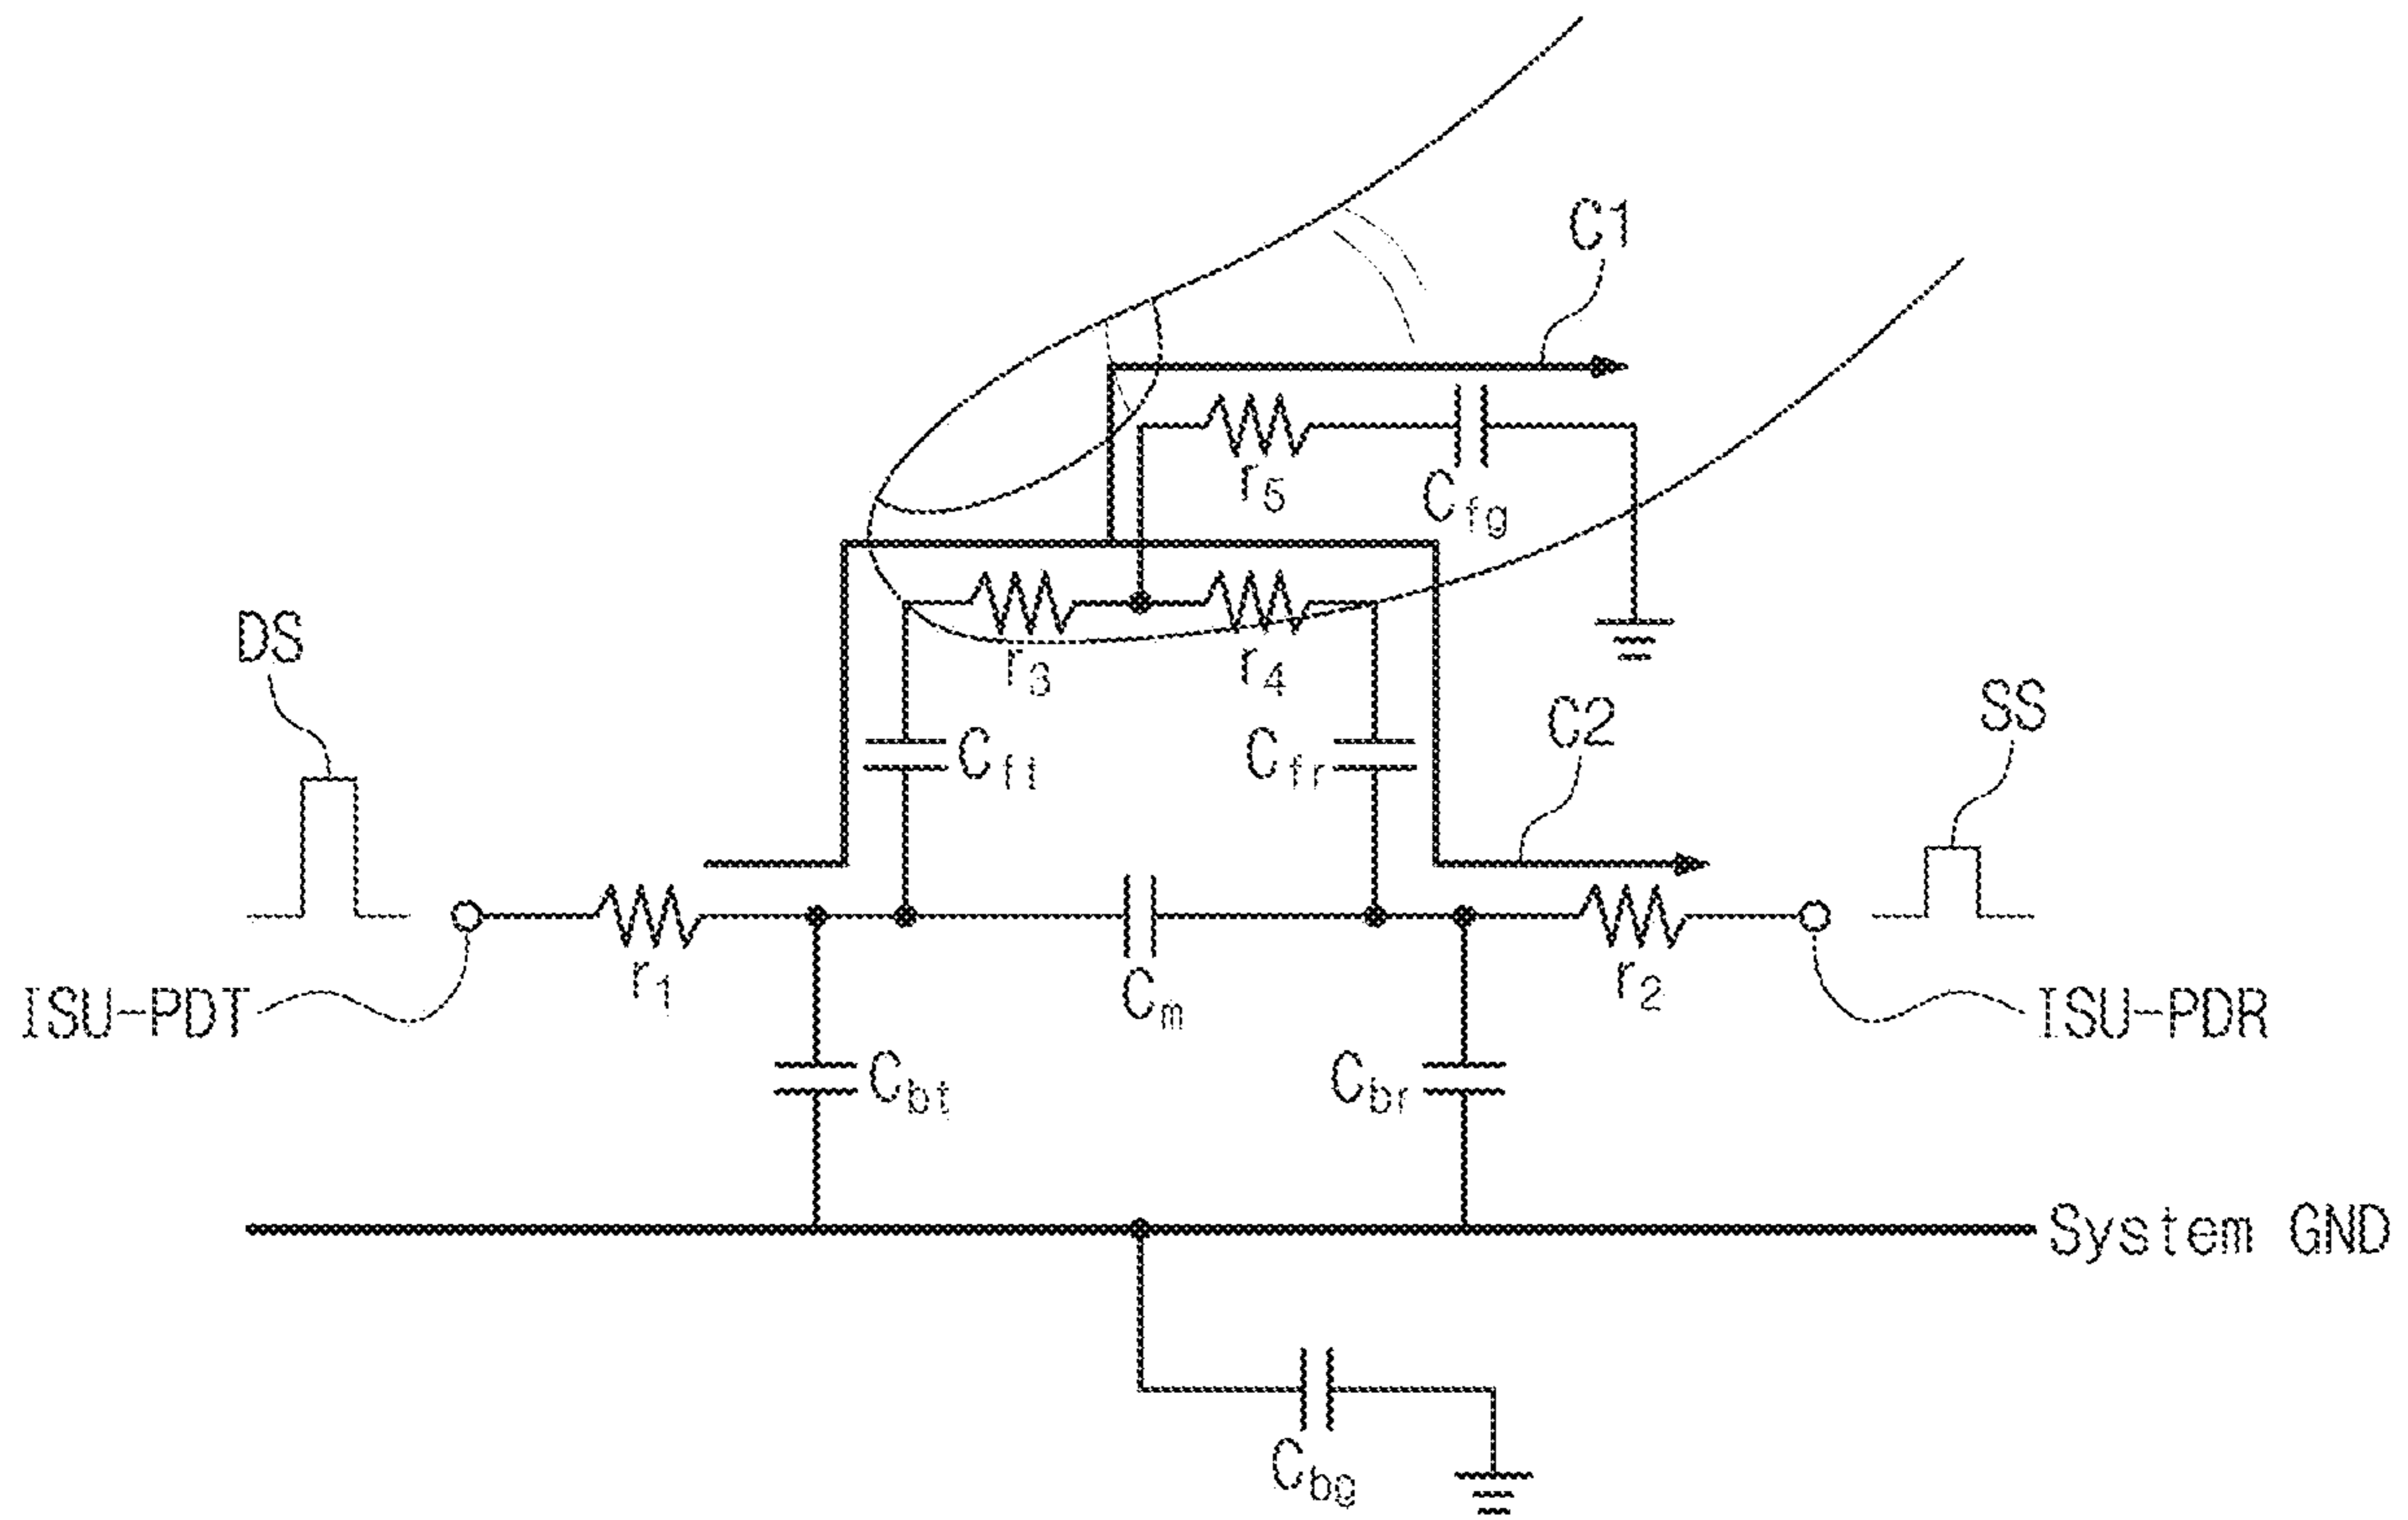 C1
r5
Cfg
DS
r3
r4
C2
SS
Cft
Cfr
r1
Cm
r2
ISU-PDT
ISU-PDR
Cbt
Cbr
System GND
Cbg